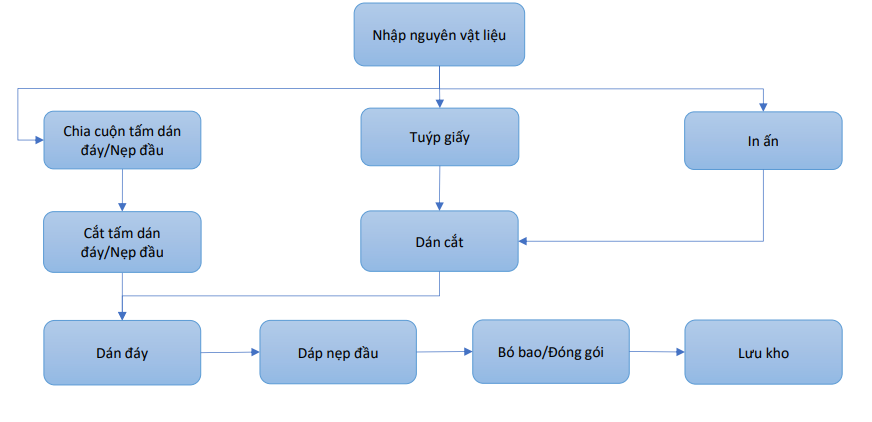 Nhập nguyên vật liệu
Chia cuộn tấm dán
đáy/Nẹp đầu
Tuýp giấy
In ấn
Cắt tấm dán
đáy/Nẹp đầu
Dán cắt
Dán đáy
Dáp nẹp đầu
Bó bao/Đóng gói
Lưu kho